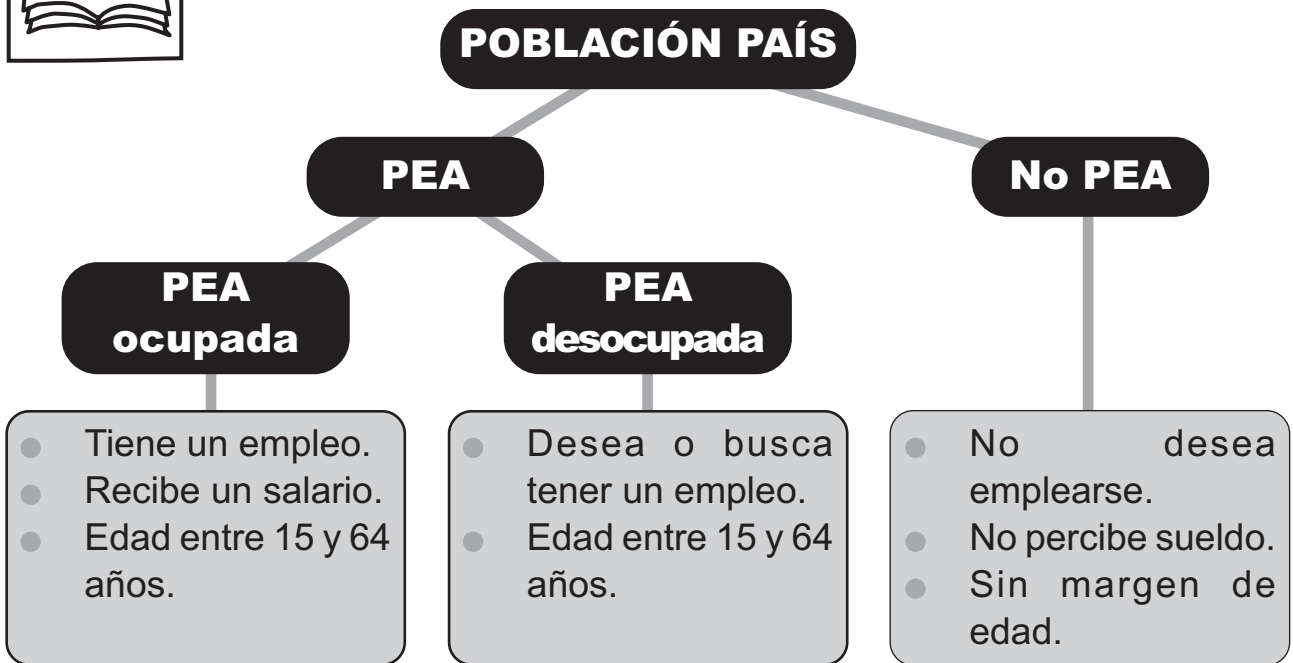 POBLACIÓN PAÍS
PEA
No PEA
PEA
ocupada
PEA
desocupada
Tiene un empleo.
Recibe un salario.
Edad entre 15 y 64
años.
Desea o busca
tener un empleo.
Edad entre 15 y 64
años.
No desea
emplearse.
No percibe sueldo.
Sin margen de
edad.